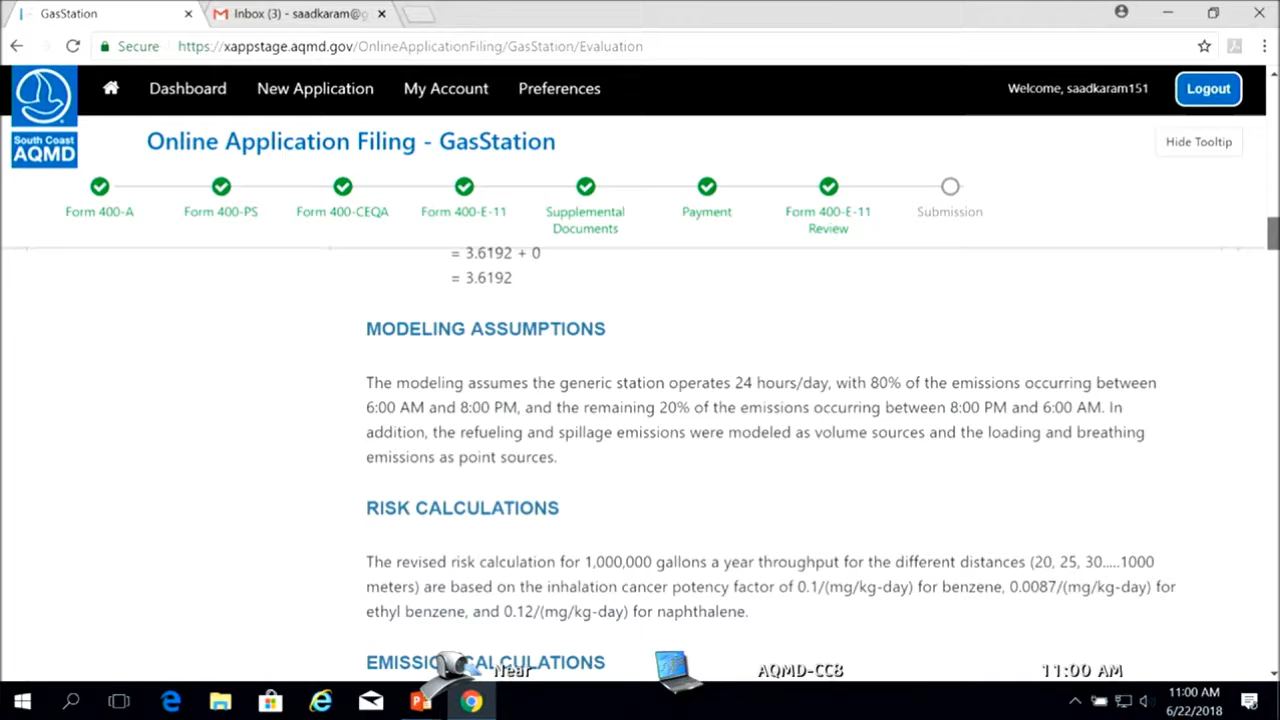 GasStation
Inbox (3) - saadkaram@g
Secure
https://xappstage.aqmd.gov/OnlineApplicationFiling/GasStation/Evaluation
Dashboard
New Application
My Account
Preferences
Welcome, saadkaram151
Logout
South Coast
AQMD
Online Application Filing - GasStation
Hide Tooltip
Form 400-A
Form 400-PS
Form 400-CEQA
Form 400-E-11
Supplemental
Documents
Payment
Form 400-E-11
Review
Submission
= 3.6192 + 0
= 3.6192
MODELING ASSUMPTIONS
The modeling assumes the generic station operates 24 hours/day, with 80% of the emissions occurring between
6:00 AM and 8:00 PM, and the remaining 20% of the emissions occurring between 8:00 PM and 6:00 AM. In
addition, the refueling and spillage emissions were modeled as volume sources and the loading and breathing
emissions as point sources.
RISK CALCULATIONS
The revised risk calculation for 1,000,000 gallons a year throughput for the different distances (20, 25, 30.....1000
meters) are based on the inhalation cancer potency factor of 0.1/(mg/kg-day) for benzene, 0.0087/(mg/kg-day) for
ethyl benzene, and 0.12/(mg/kg-day) for naphthalene.
EMISSIO CALCULATIONS
Near
AQMD-CC8
11:00 AM
11:00 AM
6/22/2018